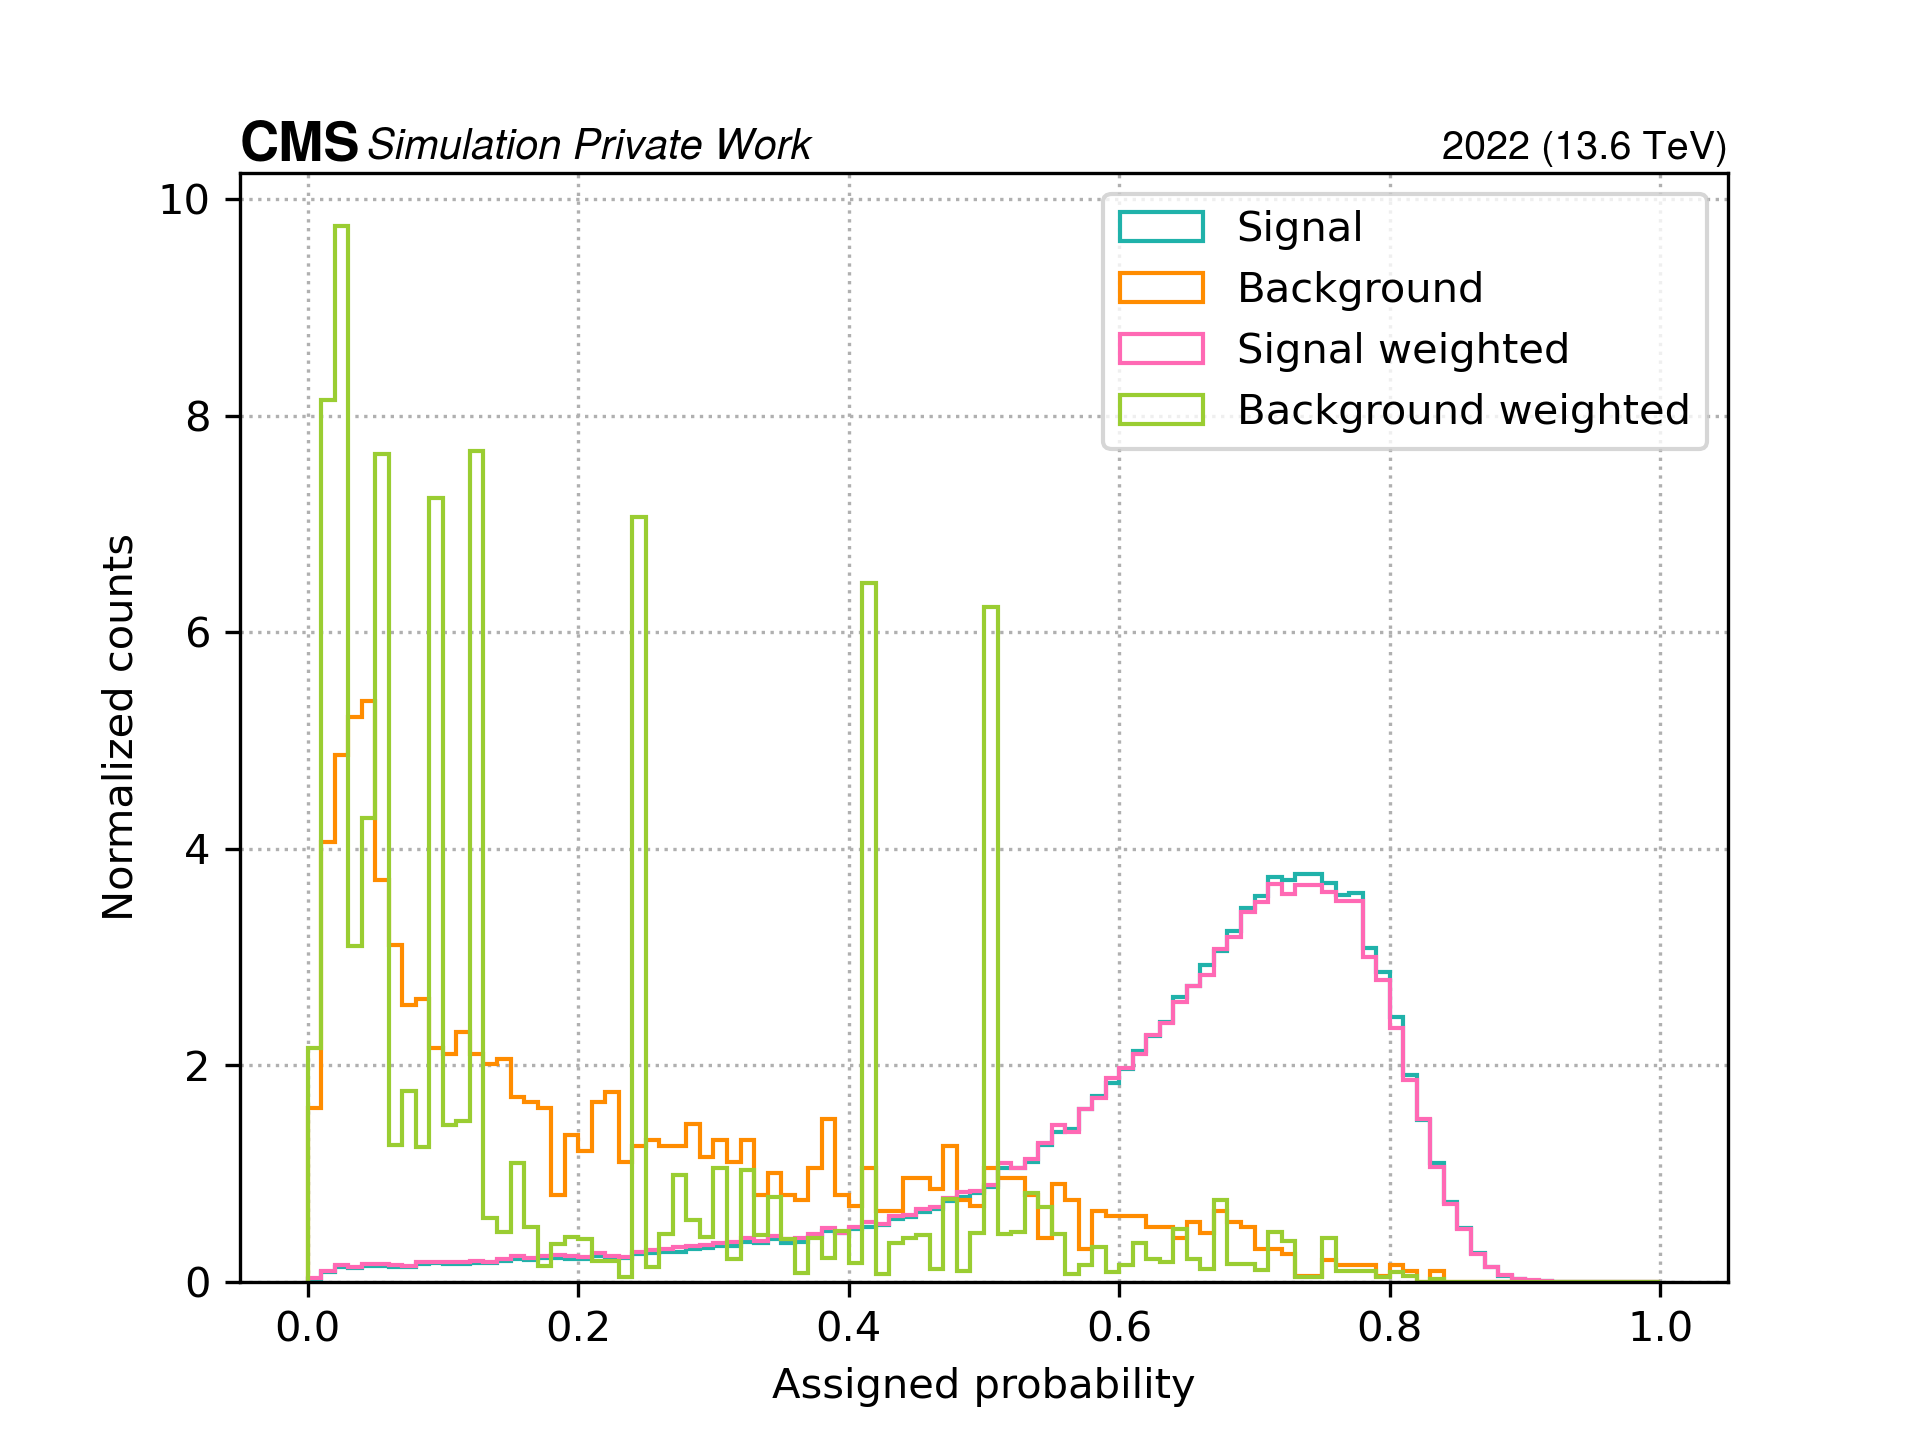 CMS Simulation Private Work 2022 (13.6 TeV)
Signal
Background
Signal weighted
Background weighted
Normalized counts
10
8
6
4
2
0
0.0 0.2 0.4 0.6 0.8 1.0
Assigned probability